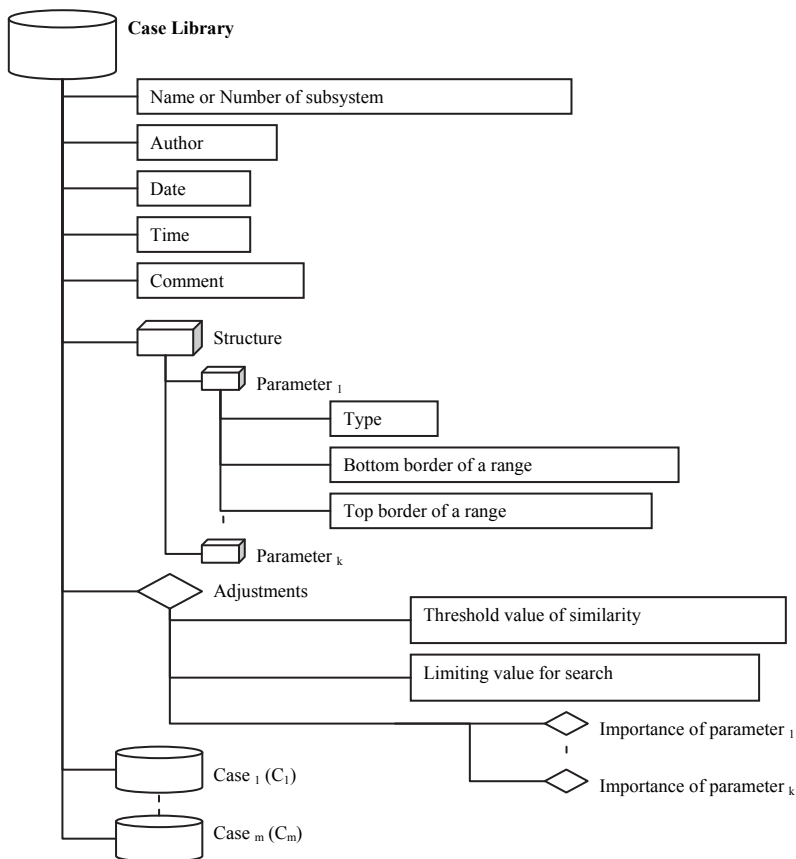 Case Library
Name or Number of subsystem
Author
Date
Time
Comment
Structure
Parameter 1
Type
Bottom border of a range
Top border of a range
Parameter k
Adjustments
Threshold value of similarity
Limiting value for search
Importance of parameter 1
Importance of parameter k
Case 1 (C1)
Case m (Cm)